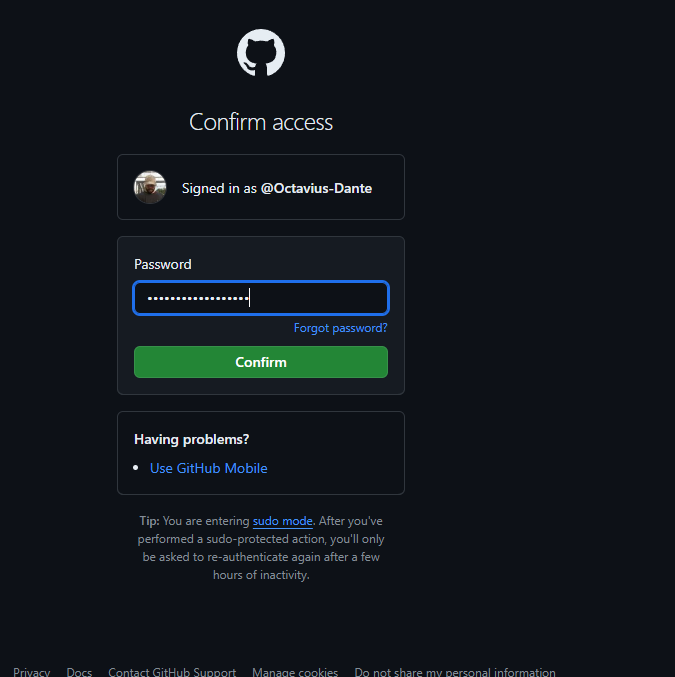 Confirm access
Signed in as @Octavius-Dante
Password
••••••••••••••••••
Forgot password?
Confirm
Having problems?
• Use GitHub Mobile
Tip: You are entering sudo mode. After you've
performed a sudo-protected action, you'll only
be asked to re-authenticate again after a few
hours of inactivity.
Privacy Docs Contact GitHub Support Manage cookies Do not share my personal information